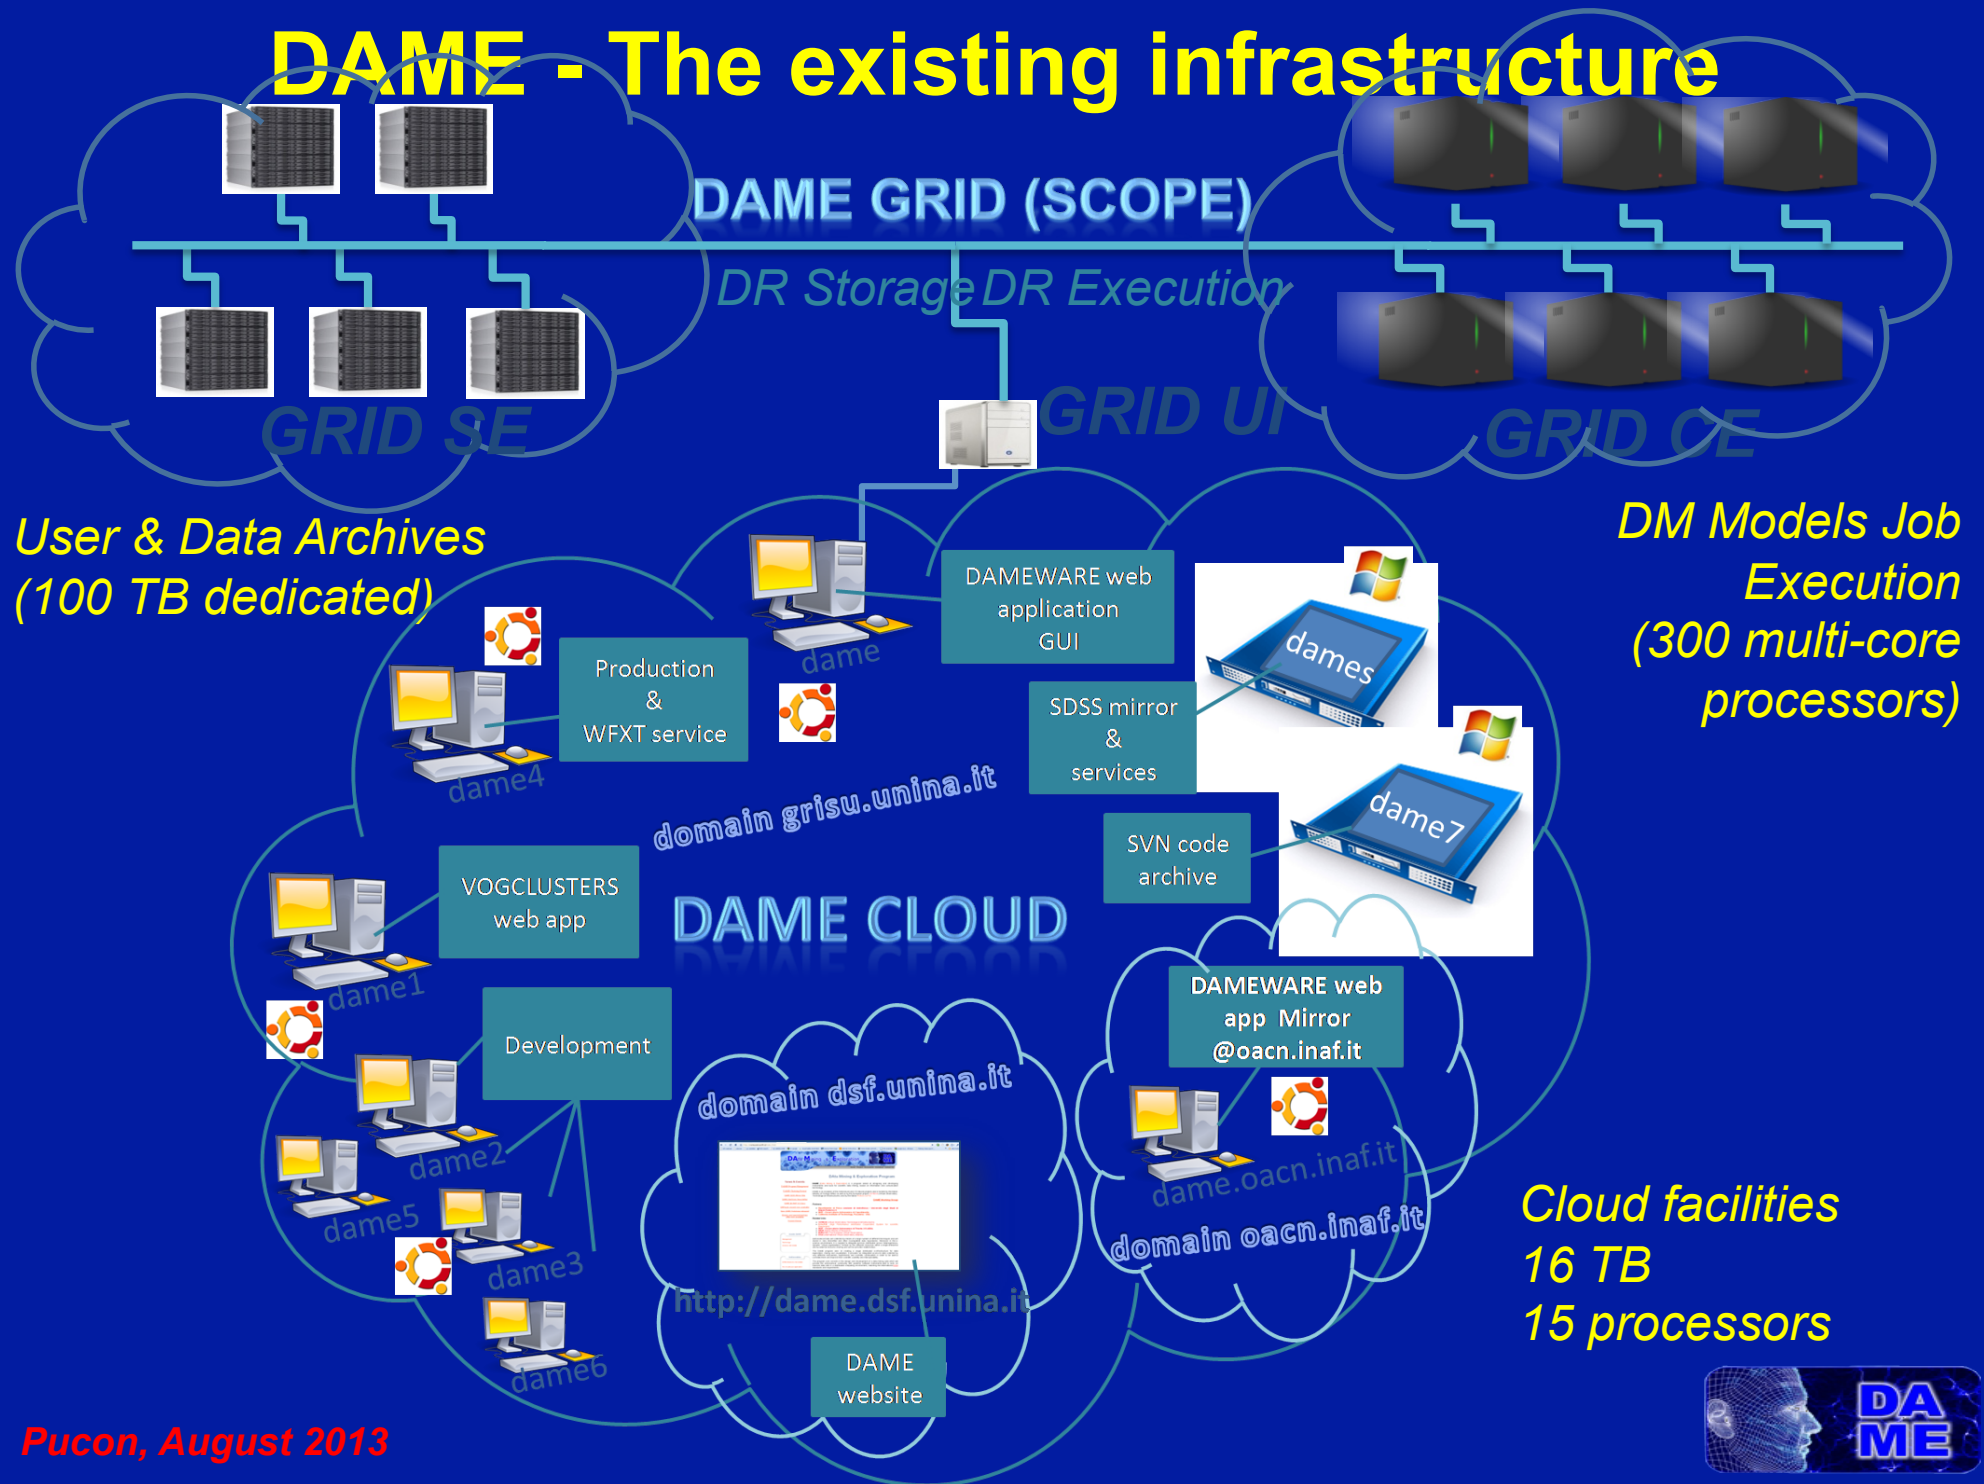 DAME - The existing infrastructure
DAME GRID (SCOPE)
DR Storage DR Execution
GRID SE
GRID UI
GRID CE
User & Data Archives
(100 TB dedicated)
DM Models Job
Execution
(300 multi-core
processors)
DAMEWARE web
application
GUI
dame
Production
&
WFXT service
dame4
dames
SDSS mirror
&
services
domain grisu.unina.it
dame7
SVN code
archive
VOGCLUSTERS
web app
dame1
DAME CLOUD
DAMEWARE web
app Mirror
@oacn.inaf.it
Development
dame2
dame5
dame3
dame6
domain dsf.unina.it
http://dame.dsf.unina.it
DAME
website
dame.oacn.inaf.it
domain oacn.inaf.it
Cloud facilities
16 TB
15 processors
Pucon, August 2013
DA
ME